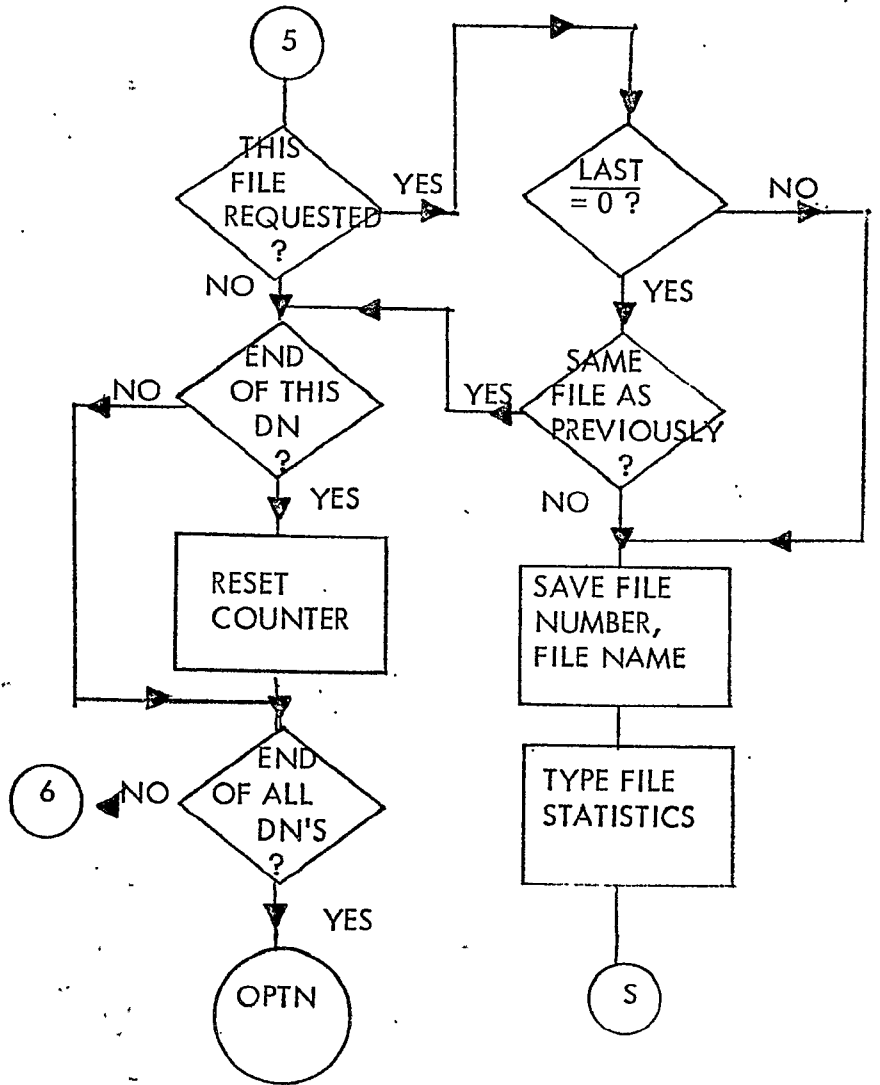 5
THIS
FILE
REQUESTED
?
YES
NO
LAST
= 0 ?
NO
YES
SAME
FILE AS
PREVIOUSLY
?
YES
NO
END
OF THIS
DN
?
NO
YES
RESET
COUNTER
SAVE FILE
NUMBER,
FILE NAME
END
OF ALL
DN'S
?
NO
6
YES
TYPE FILE
STATISTICS
OPTN
S